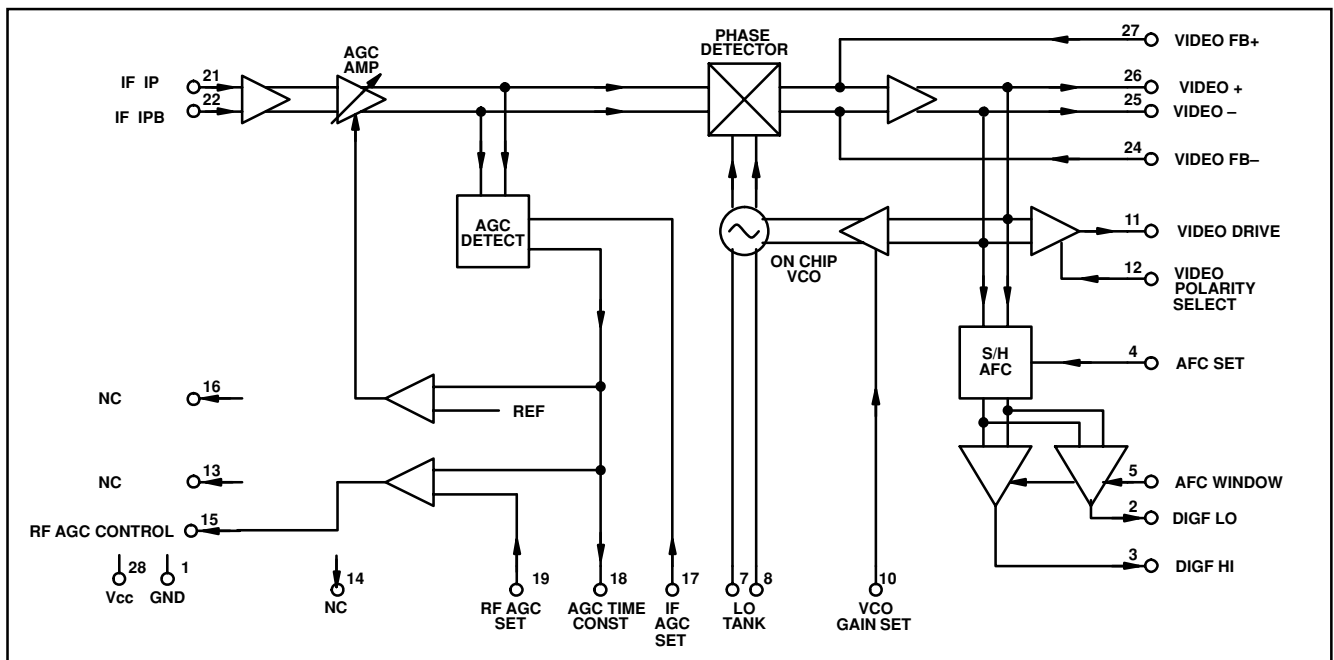 PHASE
DETECTOR
27
VIDEO FB+
AGC
AMP
IF IP
21
26
VIDEO +
IF IPB
22
25
VIDEO –
24
VIDEO FB–
AGC
DETECT
11
VIDEO DRIVE
ON CHIP
VCO
12
VIDEO
POLARITY
SELECT
S/H
AFC
4
AFC SET
NC
16
REF
NC
13
5
AFC WINDOW
2
DIGF LO
RF AGC CONTROL
15
3
DIGF HI
28
Vcc
1
GND
14
NC
19
RF AGC
SET
18
AGC TIME
CONST
17
IF
AGC
SET
7
8
LO
TANK
10
VCO
GAIN SET